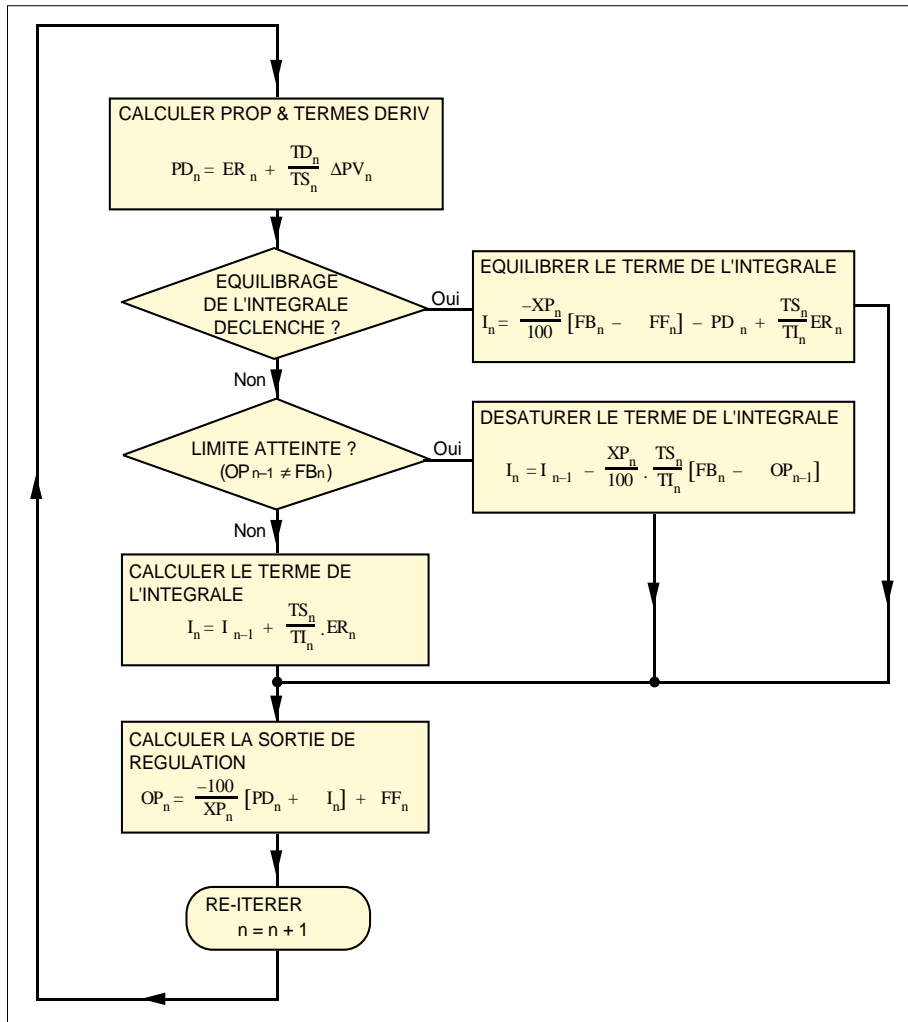 CALCULER PROP & TERMES DERIV
PDn = ERn + TDn/TSn ΔPVn
EQUILIBRAGE
DE L'INTEGRALE
DECLENCHE ?
Oui
EQUILIBRER LE TERME DE L'INTEGRALE
In = –XPn/100 [FBn – FFn] – PDn + TSn/TIn ERn
Non
LIMITE ATTEINTE ?
(OPn–1 ≠ FBn)
Oui
DESATURER LE TERME DE L'INTEGRALE
In = In–1 – XPn/100 . TSn/TIn [FBn – OPn–1]
Non
CALCULER LE TERME DE
L'INTEGRALE
In = In–1 + TSn/TIn . ERn
CALCULER LA SORTIE DE
REGULATION
OPn = –100/XPn [PDn + In] + FFn
RE-ITERER
n = n + 1